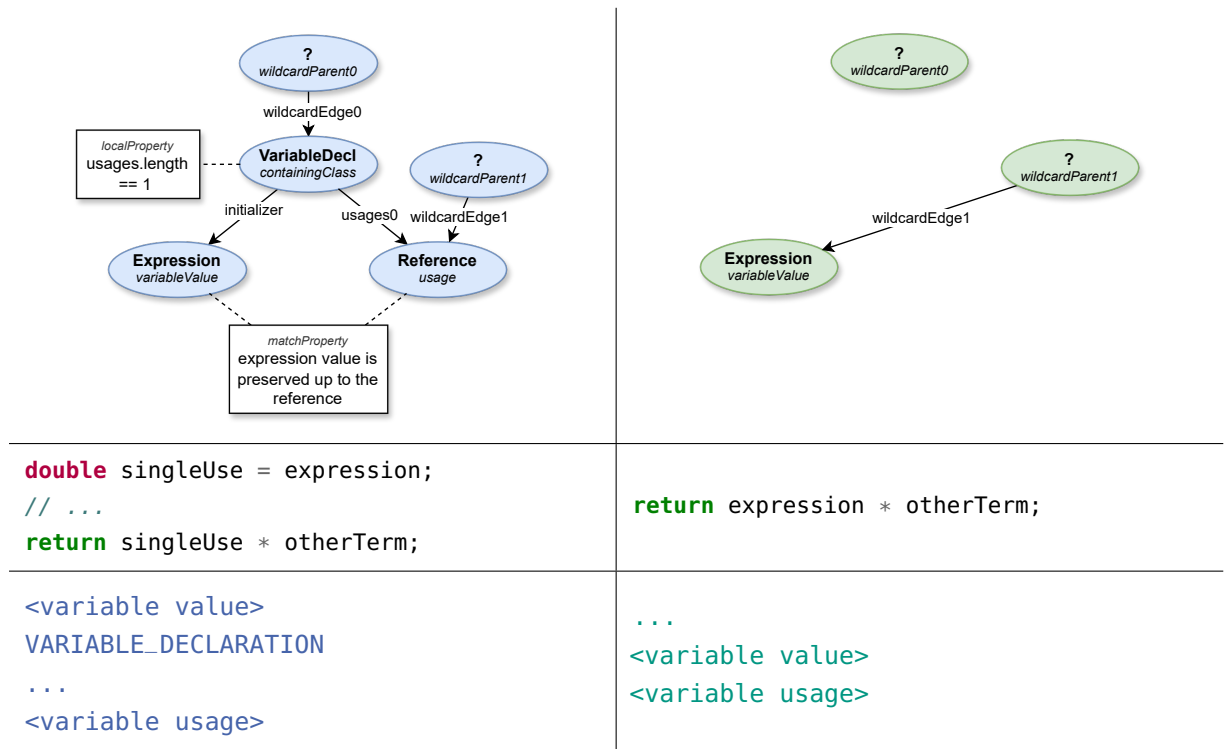 ?
wildcardParent0
wildcardEdge0
localProperty
usages.length
== 1
VariableDecl
containingClass
?
wildcardParent1
initializer
usages0
wildcardEdge1
Expression
variableValue
Reference
usage
matchProperty
expression value is
preserved up to the
reference
?
wildcardParent0
?
wildcardParent1
wildcardEdge1
Expression
variableValue
double singleUse = expression;
// ...
return singleUse * otherTerm;
return expression * otherTerm;
<variable value>
VARIABLE_DECLARATION
...
<variable usage>
...
<variable value>
<variable usage>